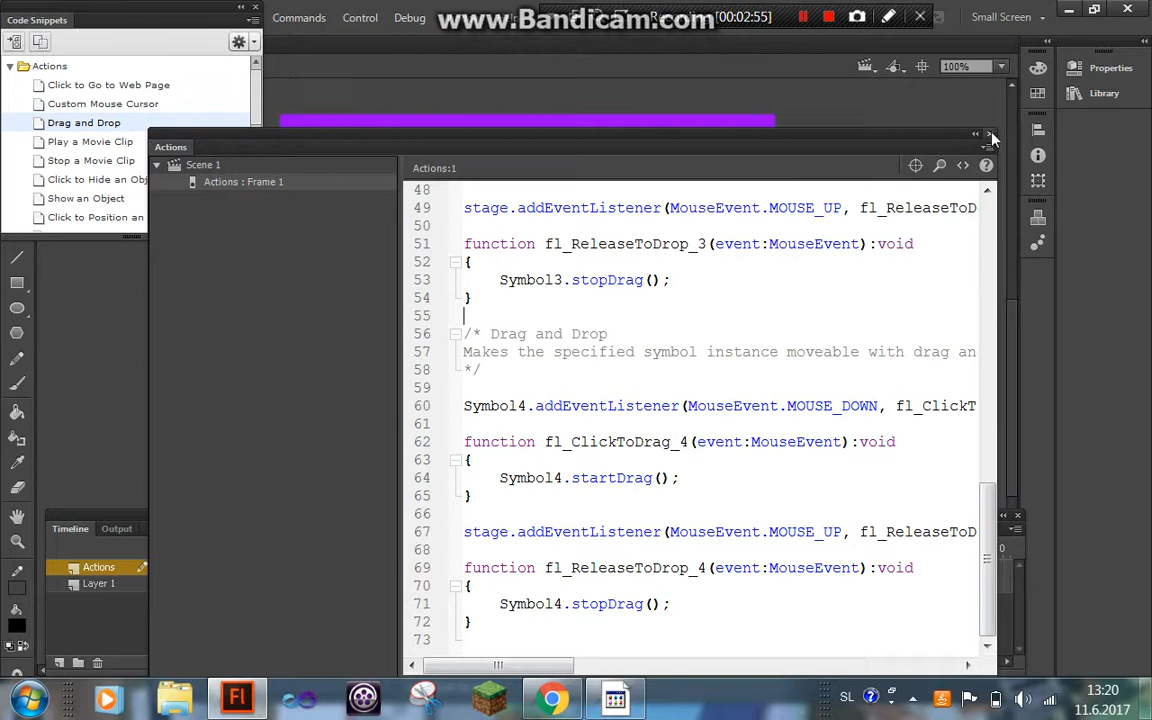 Code Snippets
Commands
Control
Debug
www.Bandicam.com
Recording [00:02:55]
Small Screen
Actions
Click to Go to Web Page
Custom Mouse Cursor
Drag and Drop
Play a Movie Clip
Stop a Movie Clip
Click to Hide an Obj
Show an Object
Click to Position an
100%
Properties
Library
Actions
Scene 1
Actions : Frame 1
Actions:1
48
49 stage.addEventListener(MouseEvent.MOUSE_UP, fl_ReleaseToD
50
51 function fl_ReleaseToDrop_3(event:MouseEvent):void
52 {
53 Symbol3.stopDrag();
54 }
55
56 /* Drag and Drop
57 Makes the specified symbol instance moveable with drag an
58 */
59
60 Symbol4.addEventListener(MouseEvent.MOUSE_DOWN, fl_ClickT
61
62 function fl_ClickToDrag_4(event:MouseEvent):void
63 {
64 Symbol4.startDrag();
65 }
66
67 stage.addEventListener(MouseEvent.MOUSE_UP, fl_ReleaseToD
68
69 function fl_ReleaseToDrop_4(event:MouseEvent):void
70 {
71 Symbol4.stopDrag();
72 }
73
Timeline
Output
Actions
Layer 1
0
Fl
SL
13:20
11.6.2017